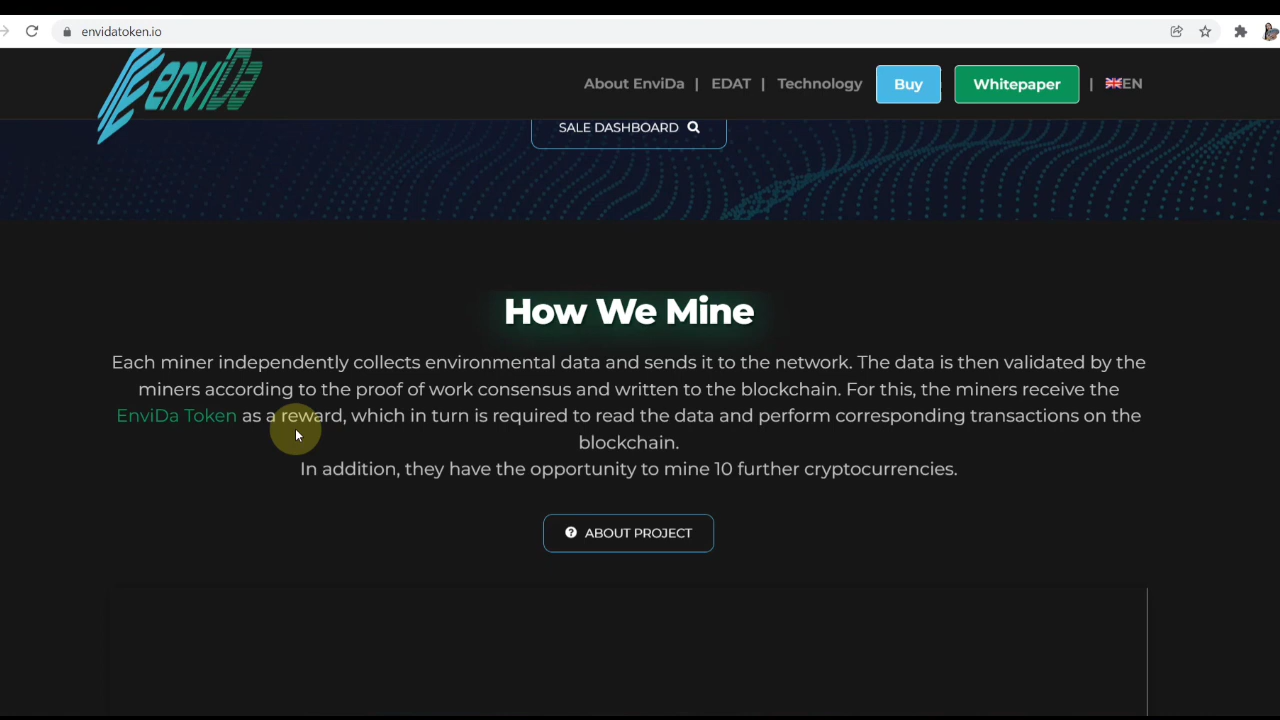 envidatoken.io
enviDa
About EnviDa | EDAT | Technology Buy Whitepaper | EN
SALE DASHBOARD
How We Mine
Each miner independently collects environmental data and sends it to the network. The data is then validated by the
miners according to the proof of work consensus and written to the blockchain. For this, the miners receive the
EnviDa Token as a reward, which in turn is required to read the data and perform corresponding transactions on the
blockchain.
In addition, they have the opportunity to mine 10 further cryptocurrencies.
ABOUT PROJECT